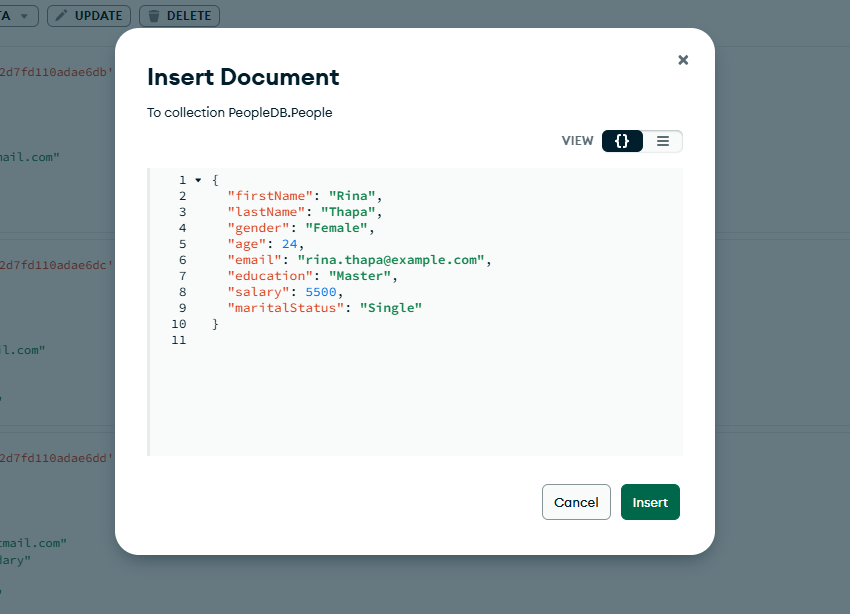 UPDATE DELETE
2d7fd110adae6db'
Insert Document
To collection PeopleDB.People
VIEW {}
1 {
2 "firstName": "Rina",
3 "lastName": "Thapa",
4 "gender": "Female",
5 "age": 24,
6 "email": "rina.thapa@example.com",
7 "education": "Master",
8 "salary": 5500,
9 "maritalStatus": "Single"
10 }
11
mail.com"
2d7fd110adae6dc'
il.com"
2d7fd110adae6dd'
Cancel Insert
tmail.com"
dary"